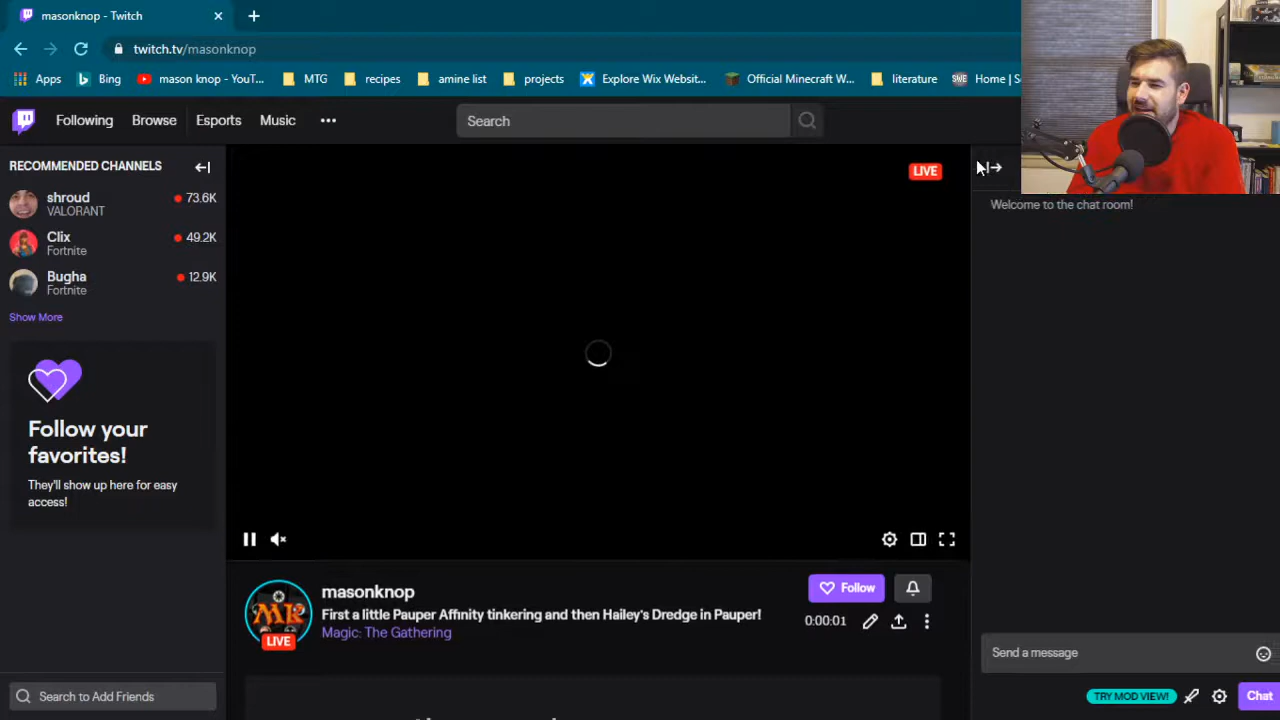 masonknop - Twitch
twitch.tv/masonknop
Apps Bing mason knop - YouT... MTG recipes amine list projects Explore Wix Websit... Official Minecraft W... literature SWE Home | S
Following Browse Esports Music Search
RECOMMENDED CHANNELS
shroud 73.6K
VALORANT
Clix 49.2K
Fortnite
Bugha 12.9K
Fortnite
Show More
Follow your
favorites!
They'll show up here for easy
access!
Search to Add Friends
LIVE
MK
LIVE
masonknop
First a little Pauper Affinity tinkering and then Hailey's Dredge in Pauper!
Magic: The Gathering
Follow
0:00:01
Welcome to the chat room!
Send a message
TRY MOD VIEW!
Chat